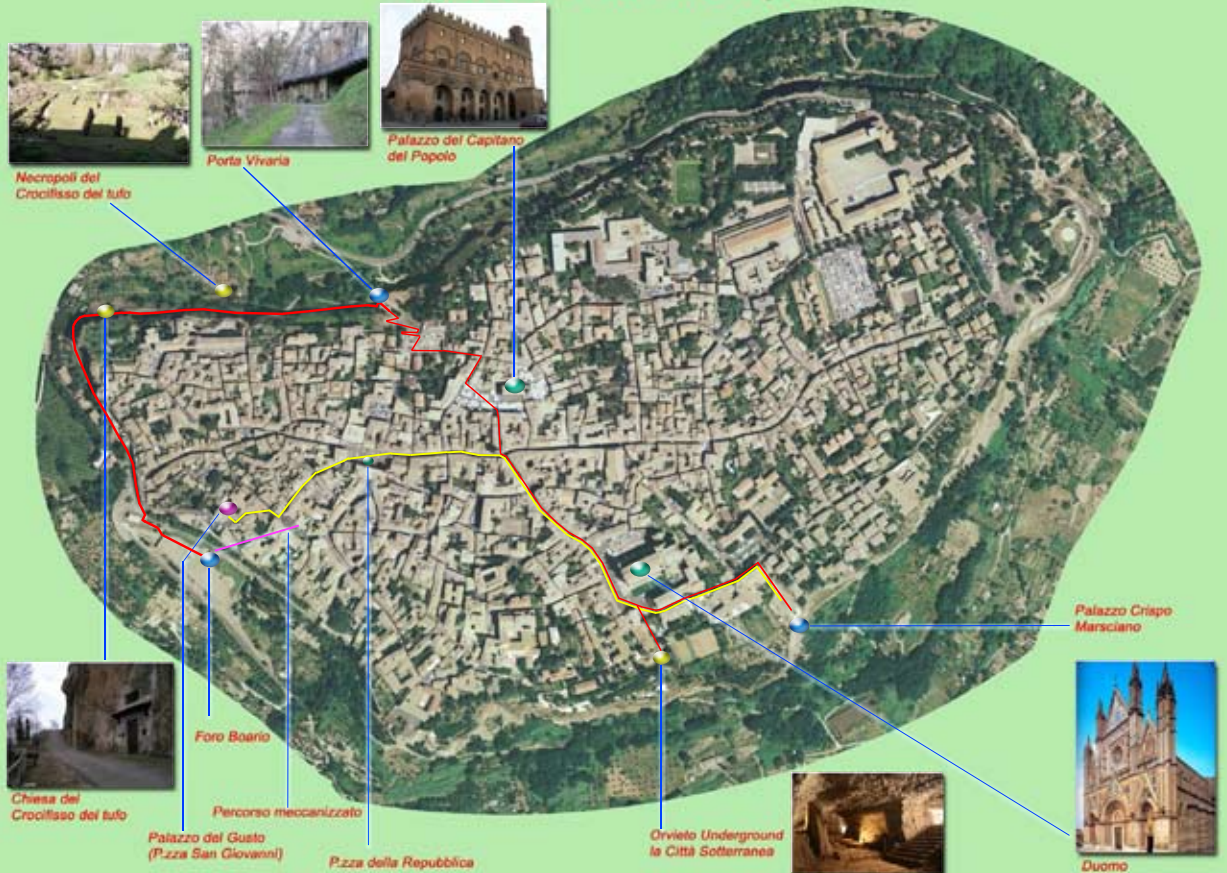 Necropoli del
Crocifisso del tufo
Porta Vivaria
Palazzo del Capitano
del Popolo
Palazzo Crispo
Marsciano
Chiesa del
Crocifisso del tufo
Foro Boario
Percorso meccanizzato
Palazzo del Gusto
(P.zza San Giovanni)
P.zza della Repubblica
Orvieto Underground
la Città Sotterranea
Duomo